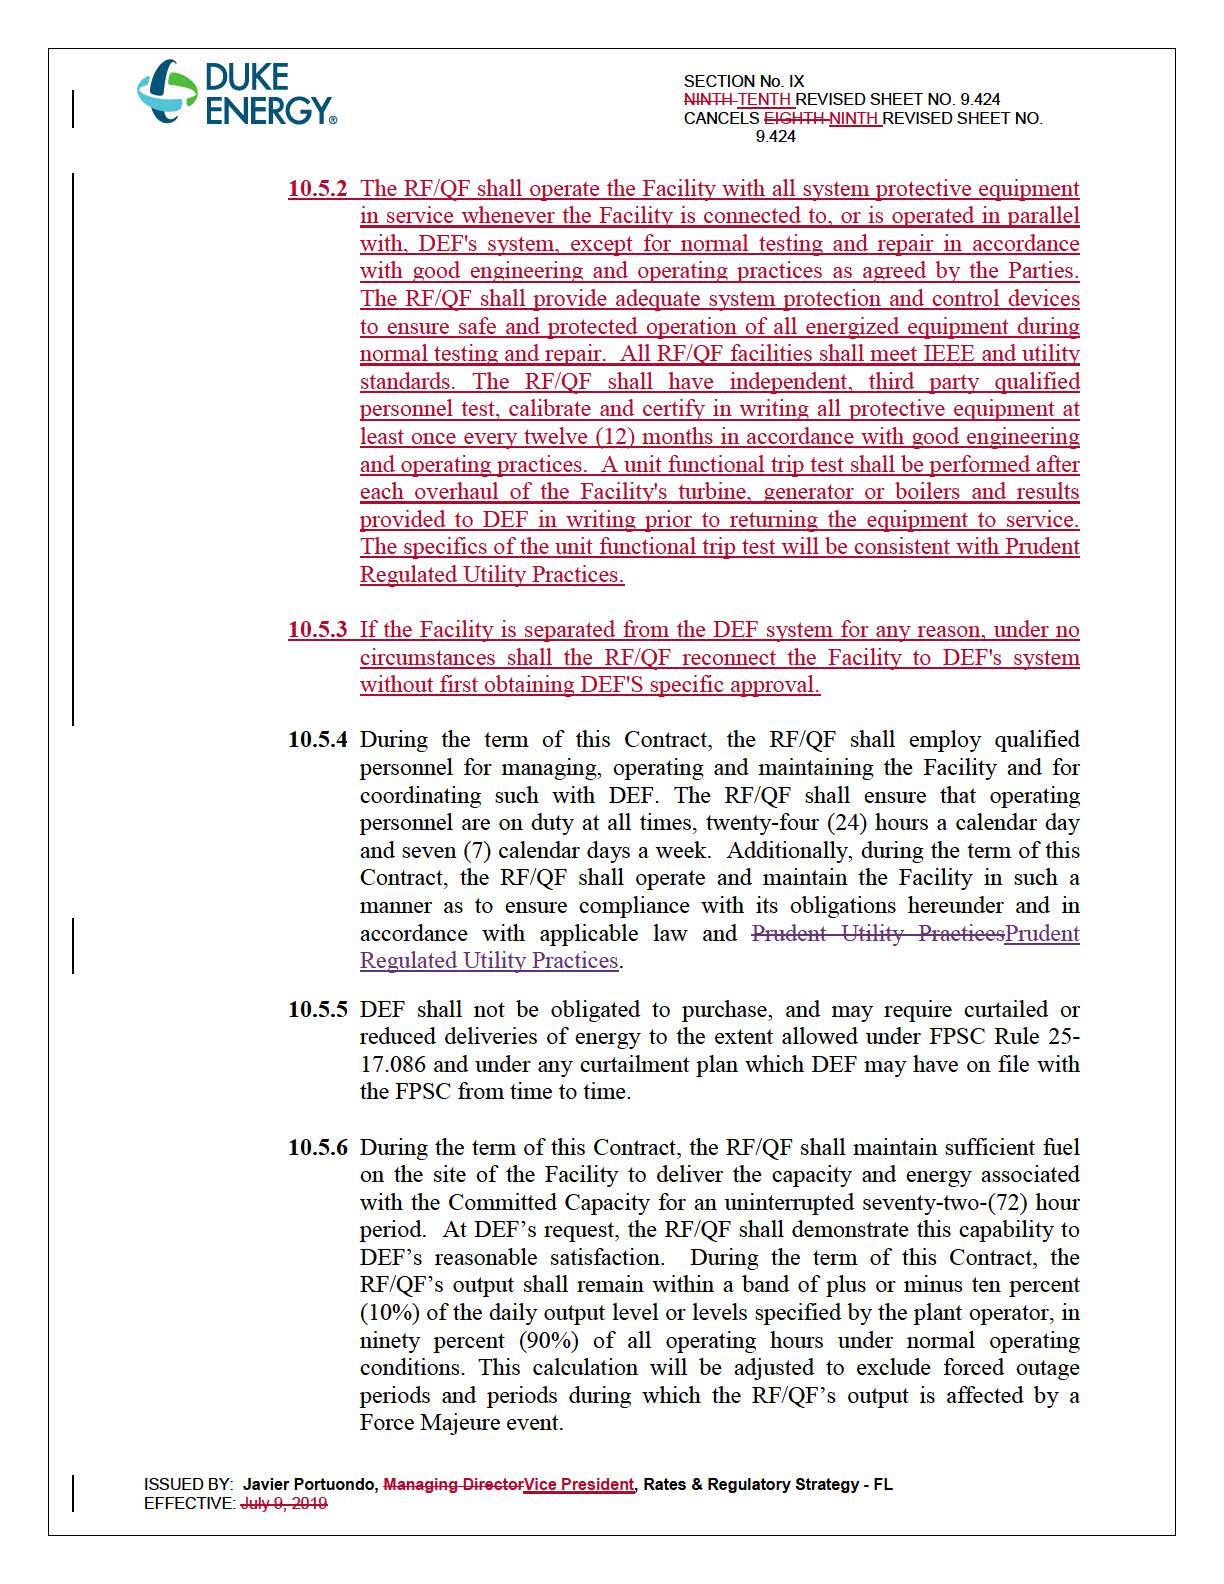 DUKE
ENERGY®
SECTION No. IX
NINTH TENTH REVISED SHEET NO. 9.424
CANCELS EIGHTH NINTH REVISED SHEET NO.
9.424
10.5.2 The RF/QF shall operate the Facility with all system protective equipment
in service whenever the Facility is connected to, or is operated in parallel
with, DEF's system, except for normal testing and repair in accordance
with good engineering and operating practices as agreed by the Parties.
The RF/QF shall provide adequate system protection and control devices
to ensure safe and protected operation of all energized equipment during
normal testing and repair. All RF/QF facilities shall meet IEEE and utility
standards. The RF/QF shall have independent, third party qualified
personnel test, calibrate and certify in writing all protective equipment at
least once every twelve (12) months in accordance with good engineering
and operating practices. A unit functional trip test shall be performed after
each overhaul of the Facility's turbine, generator or boilers and results
provided to DEF in writing prior to returning the equipment to service.
The specifics of the unit functional trip test will be consistent with Prudent
Regulated Utility Practices.
10.5.3 If the Facility is separated from the DEF system for any reason, under no
circumstances shall the RF/QF reconnect the Facility to DEF's system
without first obtaining DEF'S specific approval.
10.5.4 During the term of this Contract, the RF/QF shall employ qualified
personnel for managing, operating and maintaining the Facility and for
coordinating such with DEF. The RF/QF shall ensure that operating
personnel are on duty at all times, twenty-four (24) hours a calendar day
and seven (7) calendar days a week. Additionally, during the term of this
Contract, the RF/QF shall operate and maintain the Facility in such a
manner as to ensure compliance with its obligations hereunder and in
accordance with applicable law and Prudent Utility PracticesPrudent
Regulated Utility Practices.
10.5.5 DEF shall not be obligated to purchase, and may require curtailed or
reduced deliveries of energy to the extent allowed under FPSC Rule 25-
17.086 and under any curtailment plan which DEF may have on file with
the FPSC from time to time.
10.5.6 During the term of this Contract, the RF/QF shall maintain sufficient fuel
on the site of the Facility to deliver the capacity and energy associated
with the Committed Capacity for an uninterrupted seventy-two-(72) hour
period. At DEF’s request, the RF/QF shall demonstrate this capability to
DEF’s reasonable satisfaction. During the term of this Contract, the
RF/QF’s output shall remain within a band of plus or minus ten percent
(10%) of the daily output level or levels specified by the plant operator, in
ninety percent (90%) of all operating hours under normal operating
conditions. This calculation will be adjusted to exclude forced outage
periods and periods during which the RF/QF’s output is affected by a
Force Majeure event.
ISSUED BY: Javier Portuondo, Managing DirectorVice President, Rates & Regulatory Strategy - FL
EFFECTIVE: July 9, 2019